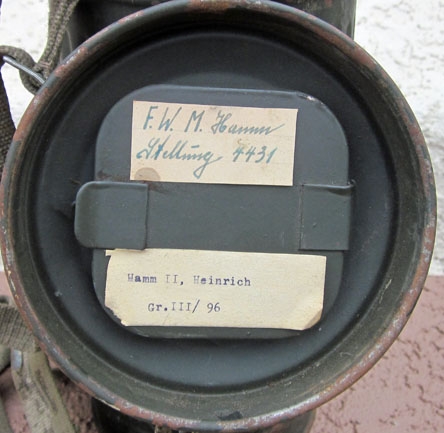 F. W. M. Hamm
Stellung 4431
Hamm II, Heinrich
Gr.III/ 96